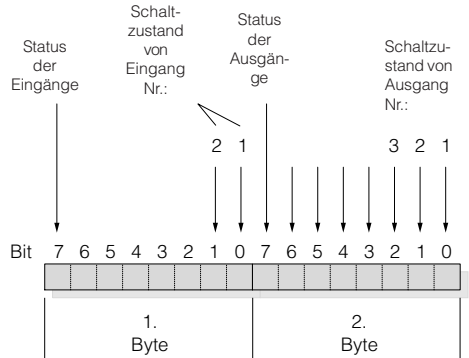 Status
der
Eingänge
Schalt-
zustand
von
Eingang
Nr.:
Status
der
Ausgän-
ge
Schaltzu-
stand von
Ausgang
Nr.:
2 1
3 2 1
Bit 7 6 5 4 3 2 1 0 7 6 5 4 3 2 1 0
1.
Byte
2.
Byte